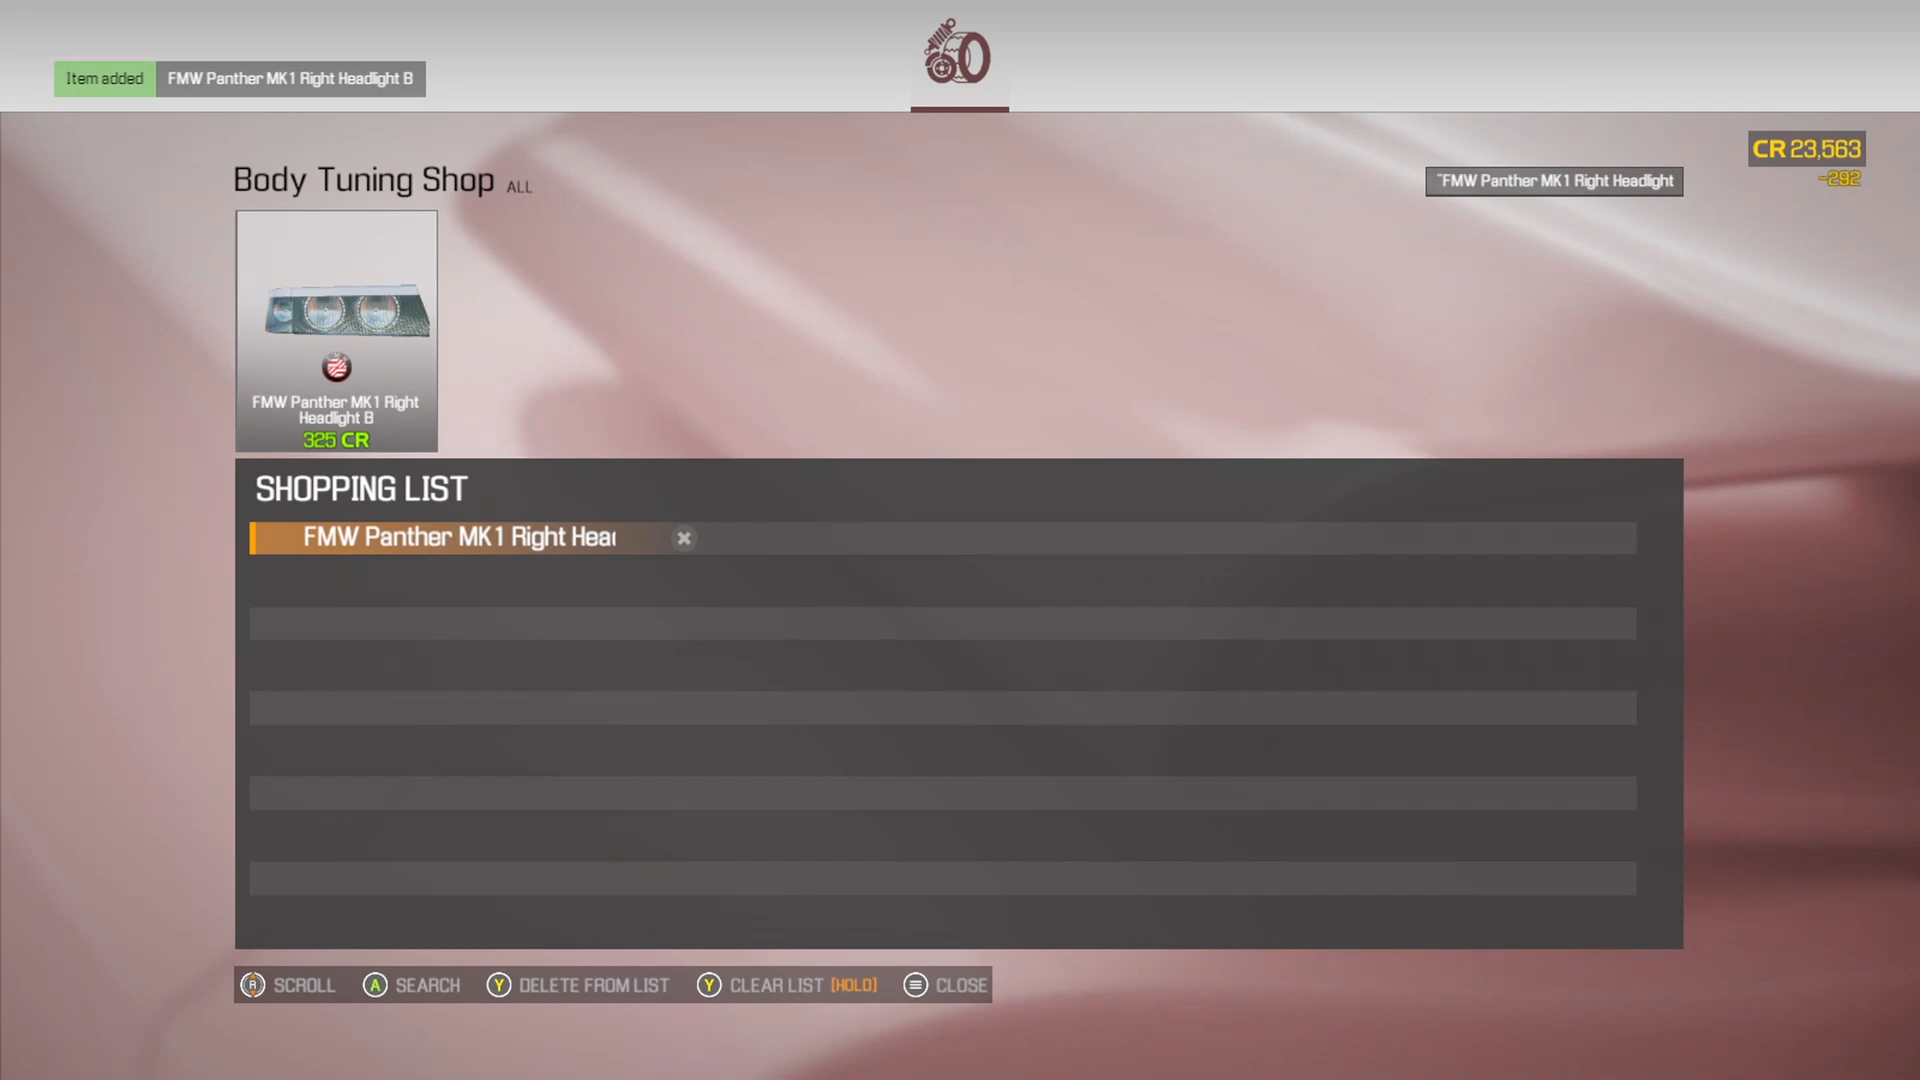 Item added FMW Panther MK1 Right Headlight B
CR 23,563
-292
Body Tuning Shop ALL
"FMW Panther MK1 Right Headlight
FMW Panther MK1 Right
Headlight B
325 CR
SHOPPING LIST
FMW Panther MK1 Right Head
R SCROLL A SEARCH Y DELETE FROM LIST Y CLEAR LIST [HOLD] CLOSE